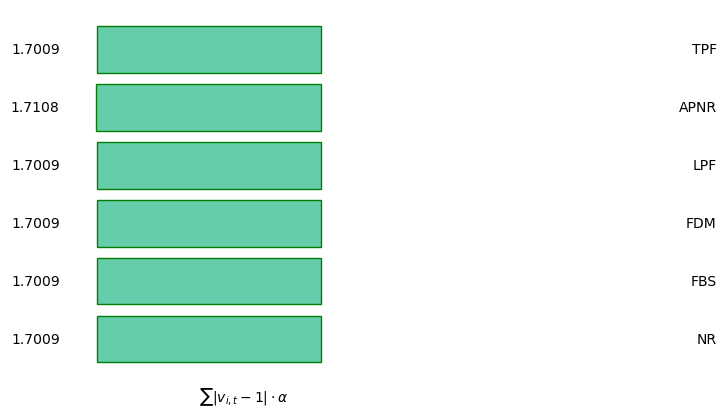 1.7009 TPF
1.7108 APNR
1.7009 LPF
1.7009 FDM
1.7009 FBS
1.7009 NR
∑|v_{i,t} − 1| · α